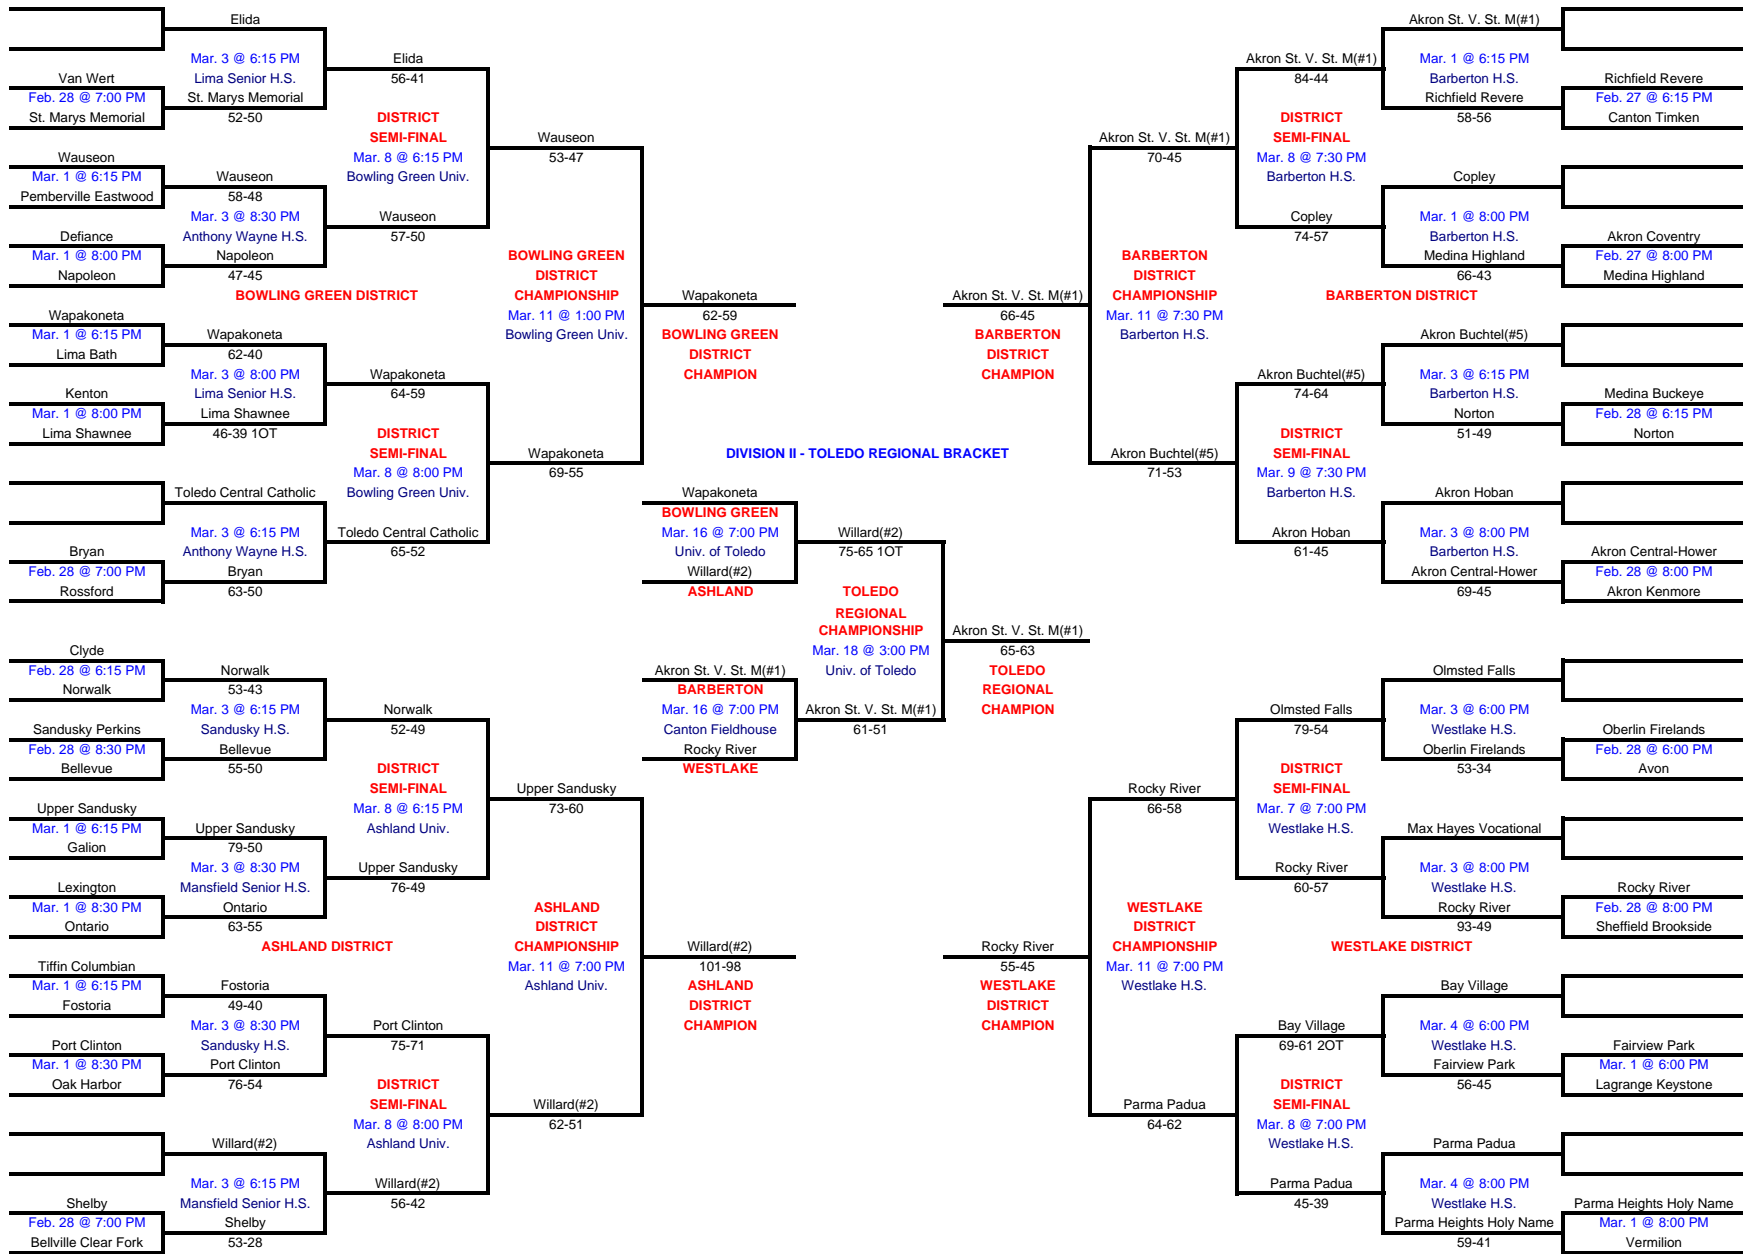 Elida
Mar. 3 @ 6:15 PM
Van Wert
Lima Senior H.S.
Feb. 28 @ 7:00 PM
St. Marys Memorial
St. Marys Memorial
52-50
Elida
56-41
DISTRICT
SEMI-FINAL
Mar. 8 @ 6:15 PM
Bowling Green Univ.
Wauseon
Mar. 1 @ 6:15 PM
Pemberville Eastwood
Wauseon
58-48
Mar. 3 @ 8:30 PM
Anthony Wayne H.S.
Defiance
Mar. 1 @ 8:00 PM
Napoleon
Napoleon
47-45
Wauseon
57-50
Wauseon
53-47
BOWLING GREEN DISTRICT
BOWLING GREEN
DISTRICT
CHAMPIONSHIP
Mar. 11 @ 1:00 PM
Bowling Green Univ.
Wapakoneta
62-59
BOWLING GREEN
DISTRICT
CHAMPION
Wapakoneta
Mar. 1 @ 6:15 PM
Lima Bath
Wapakoneta
62-40
Mar. 3 @ 8:00 PM
Lima Senior H.S.
Kenton
Mar. 1 @ 8:00 PM
Lima Shawnee
Lima Shawnee
46-39 1OT
Wapakoneta
64-59
DISTRICT
SEMI-FINAL
Mar. 8 @ 8:00 PM
Bowling Green Univ.
Wapakoneta
69-55
Toledo Central Catholic
Mar. 3 @ 6:15 PM
Anthony Wayne H.S.
Bryan
Feb. 28 @ 7:00 PM
Rossford
Bryan
63-50
Toledo Central Catholic
65-52
DIVISION II - TOLEDO REGIONAL BRACKET
Wapakoneta
BOWLING GREEN
Mar. 16 @ 7:00 PM
Univ. of Toledo
Willard(#2)
ASHLAND
Willard(#2)
75-65 1OT
TOLEDO
REGIONAL
CHAMPIONSHIP
Mar. 18 @ 3:00 PM
Univ. of Toledo
Akron St. V. St. M(#1)
BARBERTON
Mar. 16 @ 7:00 PM
Canton Fieldhouse
Rocky River
WESTLAKE
Akron St. V. St. M(#1)
61-51
Akron St. V. St. M(#1)
65-63
TOLEDO
REGIONAL
CHAMPION
Clyde
Feb. 28 @ 6:15 PM
Norwalk
Norwalk
53-43
Mar. 3 @ 6:15 PM
Sandusky H.S.
Sandusky Perkins
Feb. 28 @ 8:30 PM
Bellevue
Bellevue
55-50
Norwalk
52-49
DISTRICT
SEMI-FINAL
Mar. 8 @ 6:15 PM
Ashland Univ.
Upper Sandusky
Mar. 1 @ 6:15 PM
Galion
Upper Sandusky
79-50
Mar. 3 @ 8:30 PM
Mansfield Senior H.S.
Lexington
Mar. 1 @ 8:30 PM
Ontario
Ontario
63-55
Upper Sandusky
76-49
Upper Sandusky
73-60
ASHLAND DISTRICT
ASHLAND
DISTRICT
CHAMPIONSHIP
Mar. 11 @ 7:00 PM
Ashland Univ.
Willard(#2)
101-98
ASHLAND
DISTRICT
CHAMPION
Tiffin Columbian
Mar. 1 @ 6:15 PM
Fostoria
Fostoria
49-40
Mar. 3 @ 8:30 PM
Sandusky H.S.
Port Clinton
Mar. 1 @ 8:30 PM
Oak Harbor
Port Clinton
76-54
Port Clinton
75-71
DISTRICT
SEMI-FINAL
Mar. 8 @ 8:00 PM
Ashland Univ.
Willard(#2)
62-51
Willard(#2)
Mar. 3 @ 6:15 PM
Mansfield Senior H.S.
Shelby
Feb. 28 @ 7:00 PM
Bellville Clear Fork
Shelby
53-28
Willard(#2)
56-42
Akron St. V. St. M(#1)
Mar. 1 @ 6:15 PM
Barberton H.S.
Richfield Revere
Feb. 27 @ 6:15 PM
Canton Timken
Richfield Revere
58-56
Akron St. V. St. M(#1)
84-44
DISTRICT
SEMI-FINAL
Mar. 8 @ 7:30 PM
Barberton H.S.
Akron St. V. St. M(#1)
70-45
Copley
Mar. 1 @ 8:00 PM
Barberton H.S.
Akron Coventry
Feb. 27 @ 8:00 PM
Medina Highland
Medina Highland
66-43
Copley
74-57
BARBERTON DISTRICT
BARBERTON
DISTRICT
CHAMPIONSHIP
Mar. 11 @ 7:30 PM
Barberton H.S.
Akron St. V. St. M(#1)
66-45
BARBERTON
DISTRICT
CHAMPION
Akron Buchtel(#5)
Mar. 3 @ 6:15 PM
Barberton H.S.
Medina Buckeye
Feb. 28 @ 6:15 PM
Norton
Norton
51-49
Akron Buchtel(#5)
74-64
DISTRICT
SEMI-FINAL
Mar. 9 @ 7:30 PM
Barberton H.S.
Akron Buchtel(#5)
71-53
Akron Hoban
Mar. 3 @ 8:00 PM
Barberton H.S.
Akron Central-Hower
Feb. 28 @ 8:00 PM
Akron Kenmore
Akron Central-Hower
69-45
Akron Hoban
61-45
Olmsted Falls
Mar. 3 @ 6:00 PM
Westlake H.S.
Oberlin Firelands
Feb. 28 @ 6:00 PM
Avon
Oberlin Firelands
53-34
Olmsted Falls
79-54
DISTRICT
SEMI-FINAL
Mar. 7 @ 7:00 PM
Westlake H.S.
Rocky River
66-58
Max Hayes Vocational
Mar. 3 @ 8:00 PM
Westlake H.S.
Rocky River
Feb. 28 @ 8:00 PM
Sheffield Brookside
Rocky River
93-49
Rocky River
60-57
WESTLAKE DISTRICT
WESTLAKE
DISTRICT
CHAMPIONSHIP
Mar. 11 @ 7:00 PM
Westlake H.S.
Rocky River
55-45
WESTLAKE
DISTRICT
CHAMPION
Bay Village
Mar. 4 @ 6:00 PM
Westlake H.S.
Fairview Park
Mar. 1 @ 6:00 PM
Lagrange Keystone
Fairview Park
56-45
Bay Village
69-61 2OT
DISTRICT
SEMI-FINAL
Mar. 8 @ 7:00 PM
Westlake H.S.
Parma Padua
64-62
Parma Padua
Mar. 4 @ 8:00 PM
Westlake H.S.
Parma Heights Holy Name
Mar. 1 @ 8:00 PM
Vermilion
Parma Heights Holy Name
59-41
Parma Padua
45-39